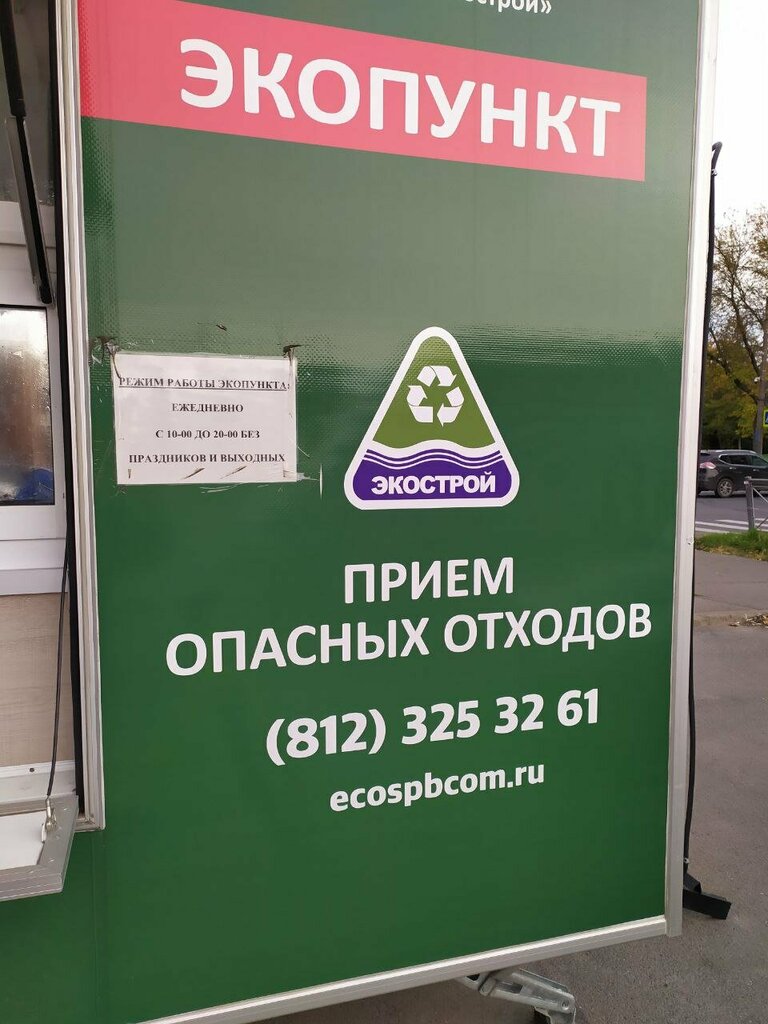 ЭКОПУНКТ
РЕЖИМ РАБОТЫ ЭКОПУНКТА:
ЕЖЕДНЕВНО
С 10-00 ДО 20-00 БЕЗ
ПРАЗДНИКОВ И ВЫХОДНЫХ
ЭКОСТРОЙ
ПРИЕМ
ОПАСНЫХ ОТХОДОВ
(812) 325 32 61
ecospbcom.ru